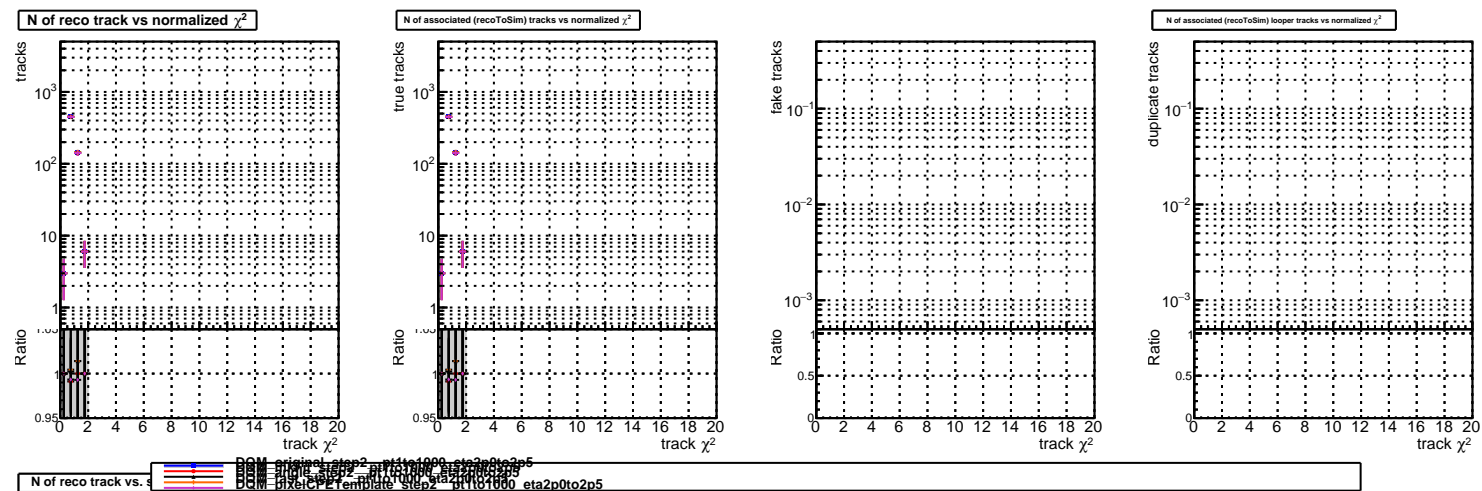 N of reco track vs normalized χ²
tracks
10³
10²
10
1
Ratio
1.05
1
0.95
0 2 4 6 8 10 12 14 16 18 20
track χ²
N of associated (recoToSim) tracks vs normalized χ²
true tracks
10³
10²
10
1
Ratio
1.05
1
0.95
0 2 4 6 8 10 12 14 16 18 20
track χ²
fake tracks
10⁻¹
10⁻²
10⁻³
Ratio
1
0.5
0
0 2 4 6 8 10 12 14 16 18 20
track χ²
N of associated (recoToSim) looper tracks vs normalized χ²
duplicate tracks
10⁻¹
10⁻²
10⁻³
Ratio
1
0.5
0
0 2 4 6 8 10 12 14 16 18 20
track χ²
N of reco track vs.
DQM_original_step2__pt1to1000_eta2p0to2p5
DQM_angle_step2__pt1to1000_eta2p0to2p5
DQM_pixelCPETemplate_step2__pt1to1000_eta2p0to2p5